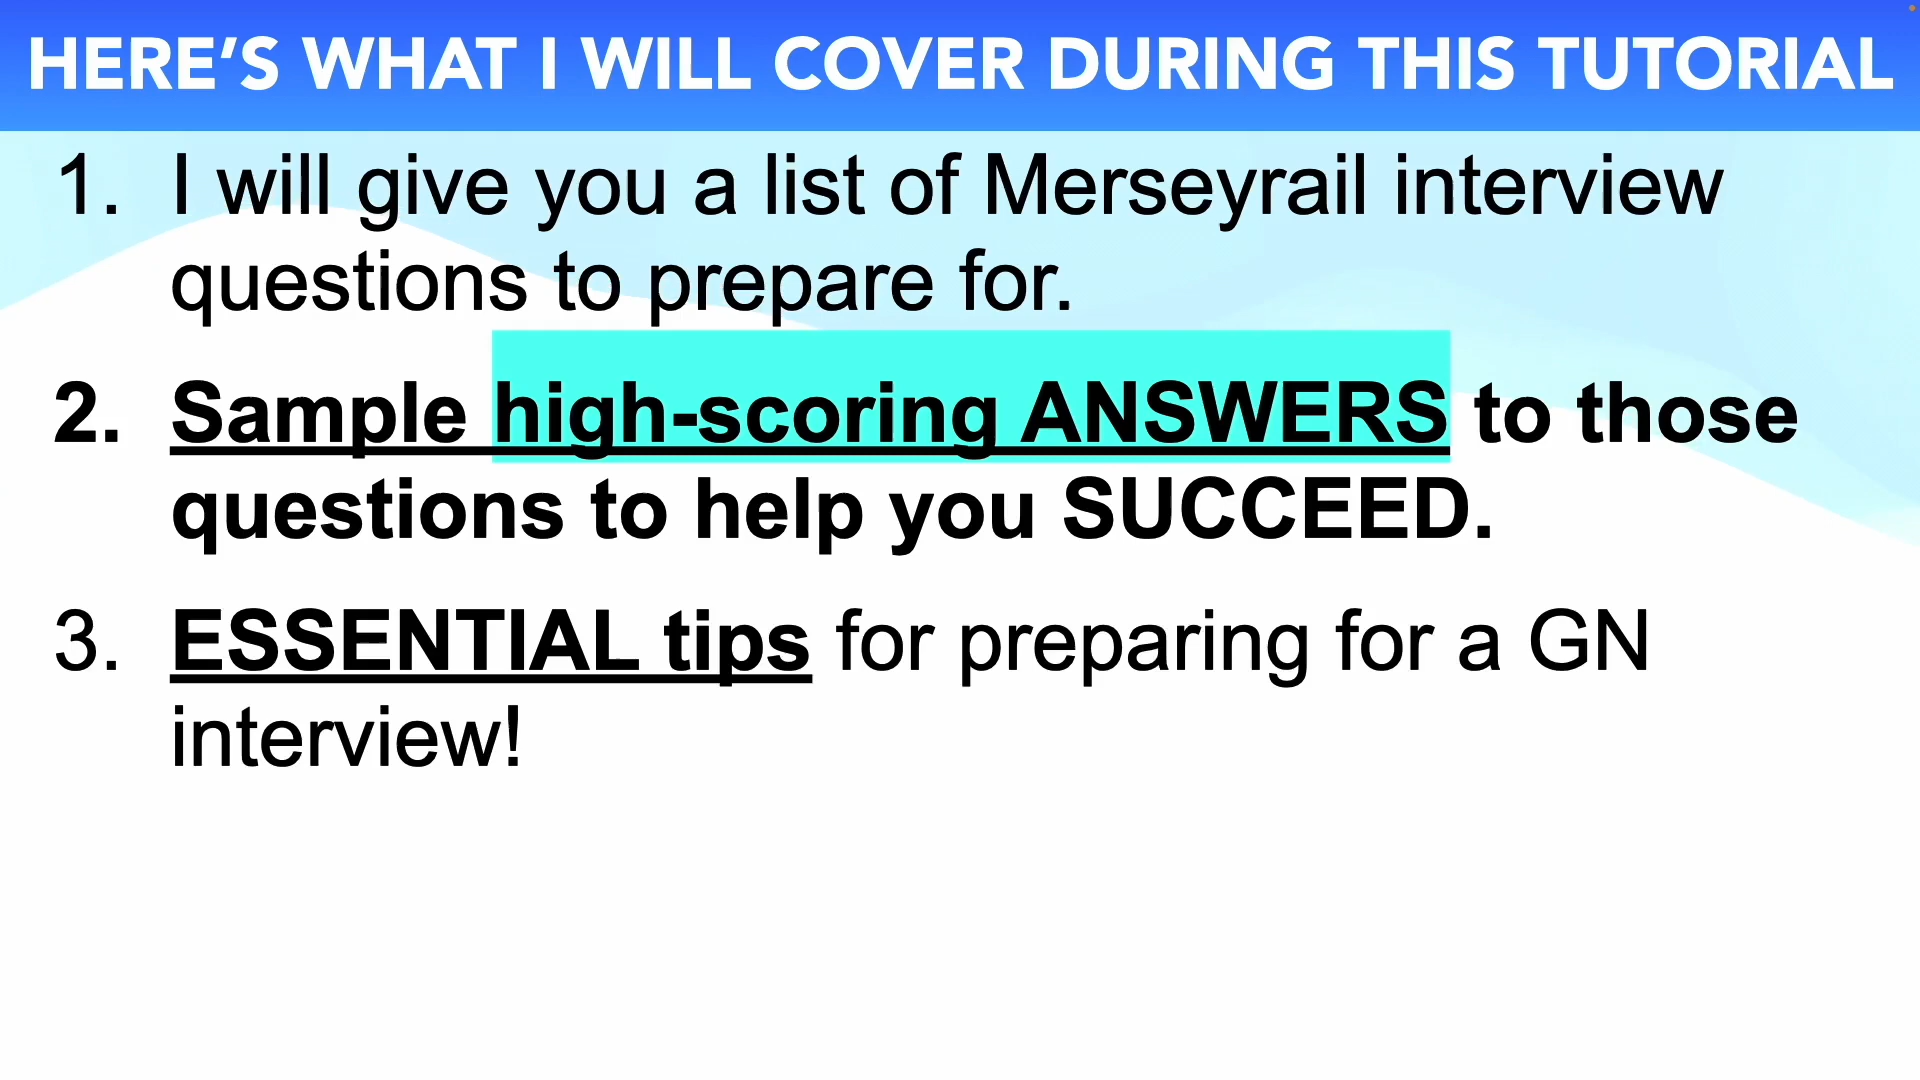 HERE’S WHAT I WILL COVER DURING THIS TUTORIAL
1. I will give you a list of Merseyrail interview
questions to prepare for.
2. Sample high-scoring ANSWERS to those
questions to help you SUCCEED.
3. ESSENTIAL tips for preparing for a GN
interview!